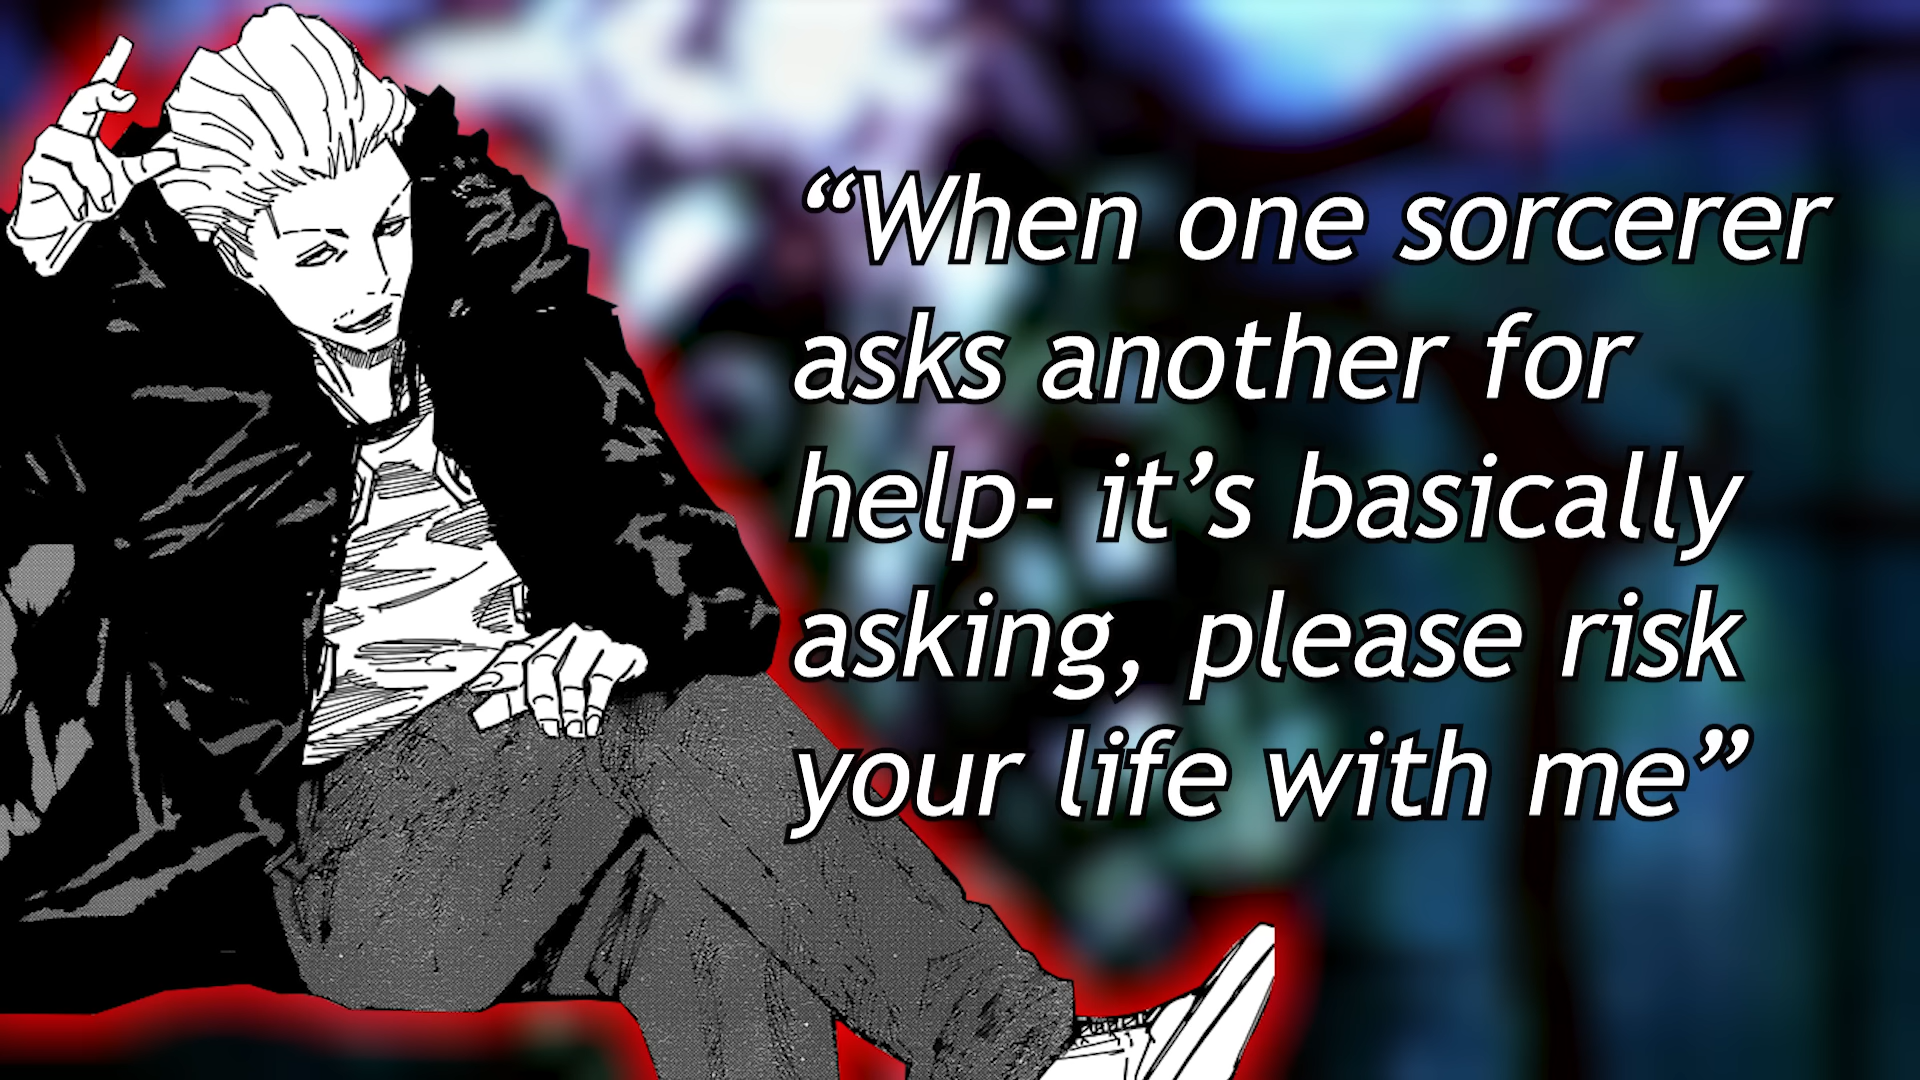 “When one sorcerer
asks another for
help- it’s basically
asking, please risk
your life with me”